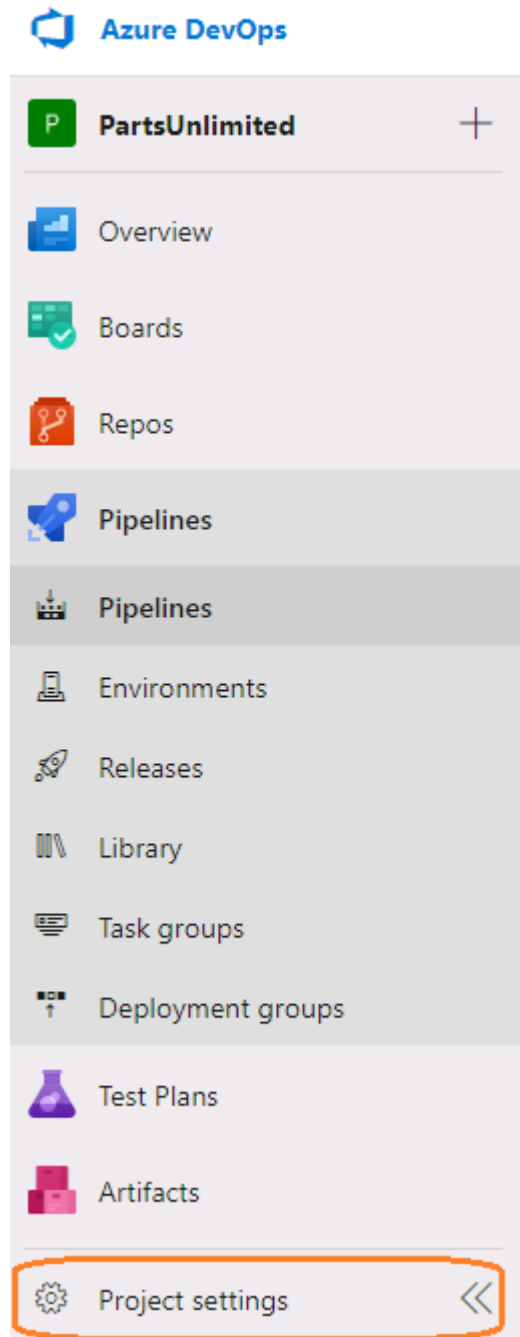 Azure DevOps
P PartsUnlimited
Overview
Boards
Repos
Pipelines
Pipelines
Environments
Releases
Library
Task groups
Deployment groups
Test Plans
Artifacts
Project settings